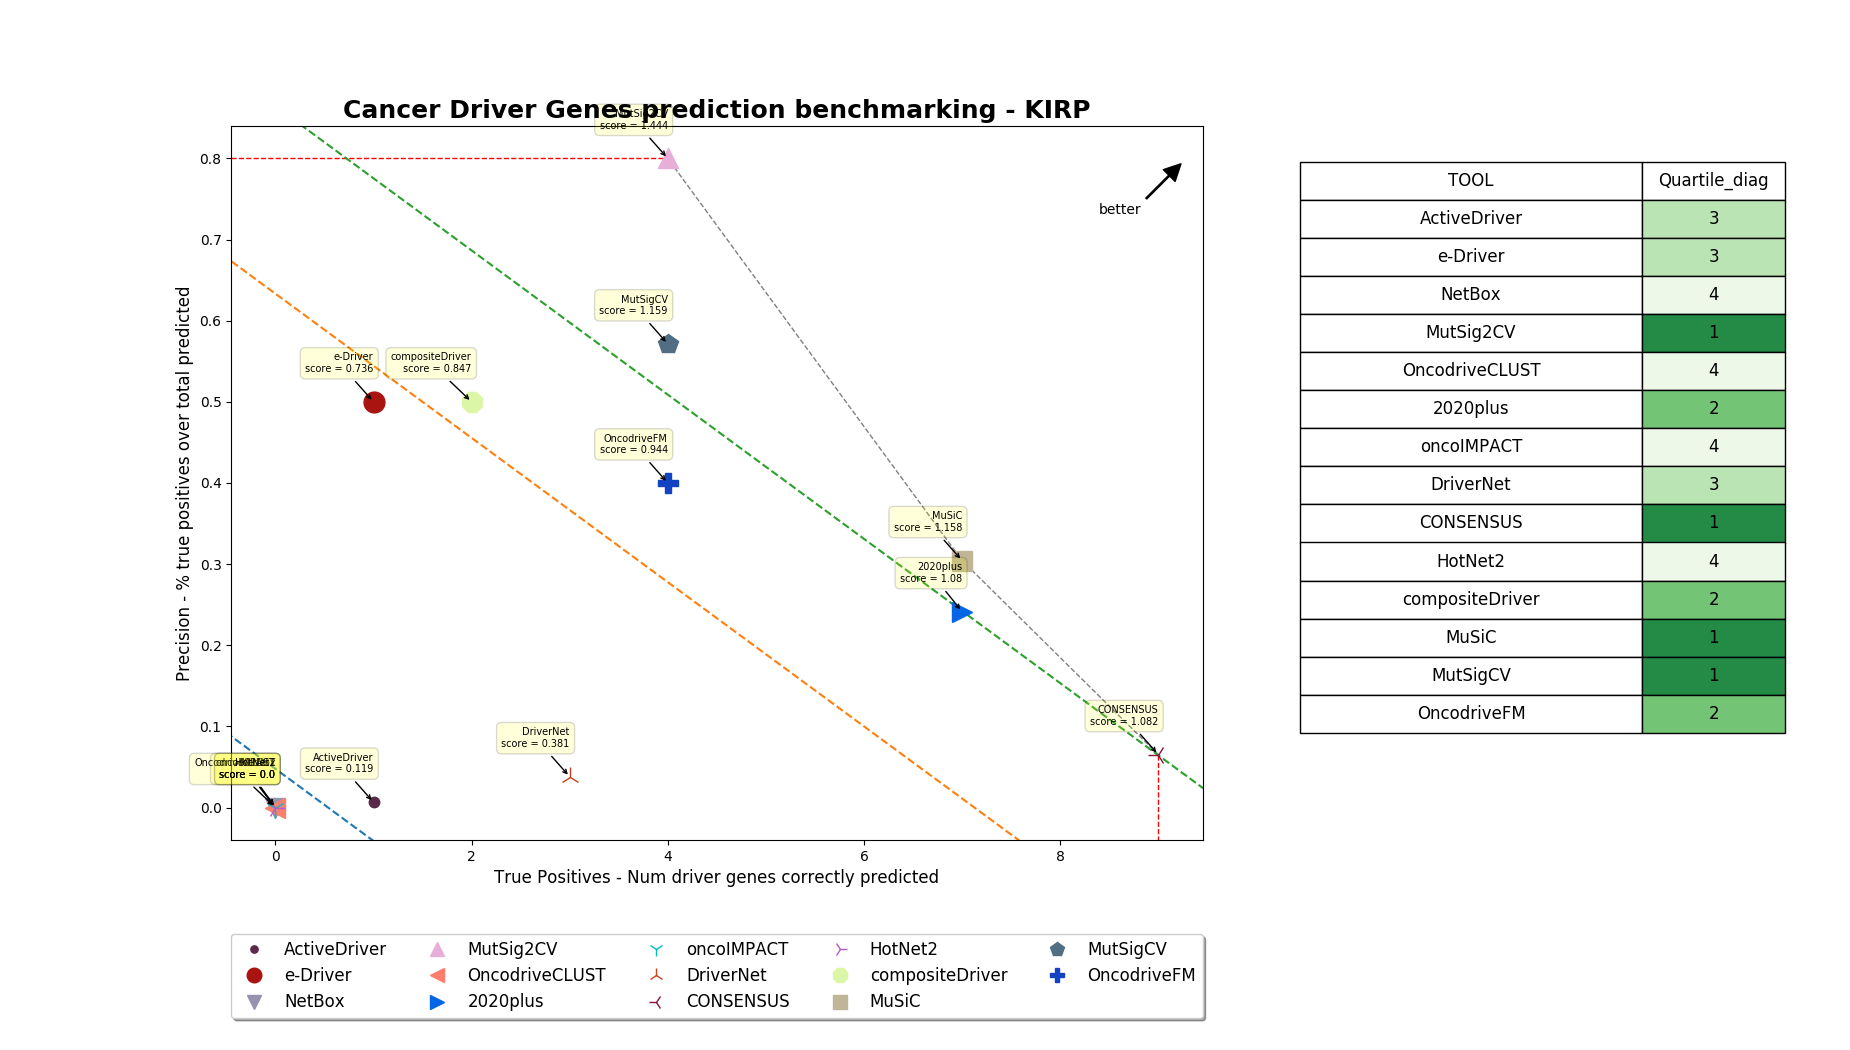 Cancer Driver Genes prediction benchmarking - KIRP
MutSig2CV
score = 1.444
better
MutSigCV
score = 1.159
e-Driver
score = 0.736
compositeDriver
score = 0.847
OncodriveFM
score = 0.944
MuSiC
score = 1.158
2020plus
score = 1.08
CONSENSUS
score = 1.082
DriverNet
score = 0.381
ActiveDriver
score = 0.119
score = 0.0
Precision - % true positives over total predicted
0.8
0.7
0.6
0.5
0.4
0.3
0.2
0.1
0.0
0 2 4 6 8
True Positives - Num driver genes correctly predicted
TOOL Quartile_diag
ActiveDriver 3
e-Driver 3
NetBox 4
MutSig2CV 1
OncodriveCLUST 4
2020plus 2
oncoIMPACT 4
DriverNet 3
CONSENSUS 1
HotNet2 4
compositeDriver 2
MuSiC 1
MutSigCV 1
OncodriveFM 2
ActiveDriver MutSig2CV oncoIMPACT HotNet2 MutSigCV
e-Driver OncodriveCLUST DriverNet compositeDriver OncodriveFM
NetBox 2020plus CONSENSUS MuSiC